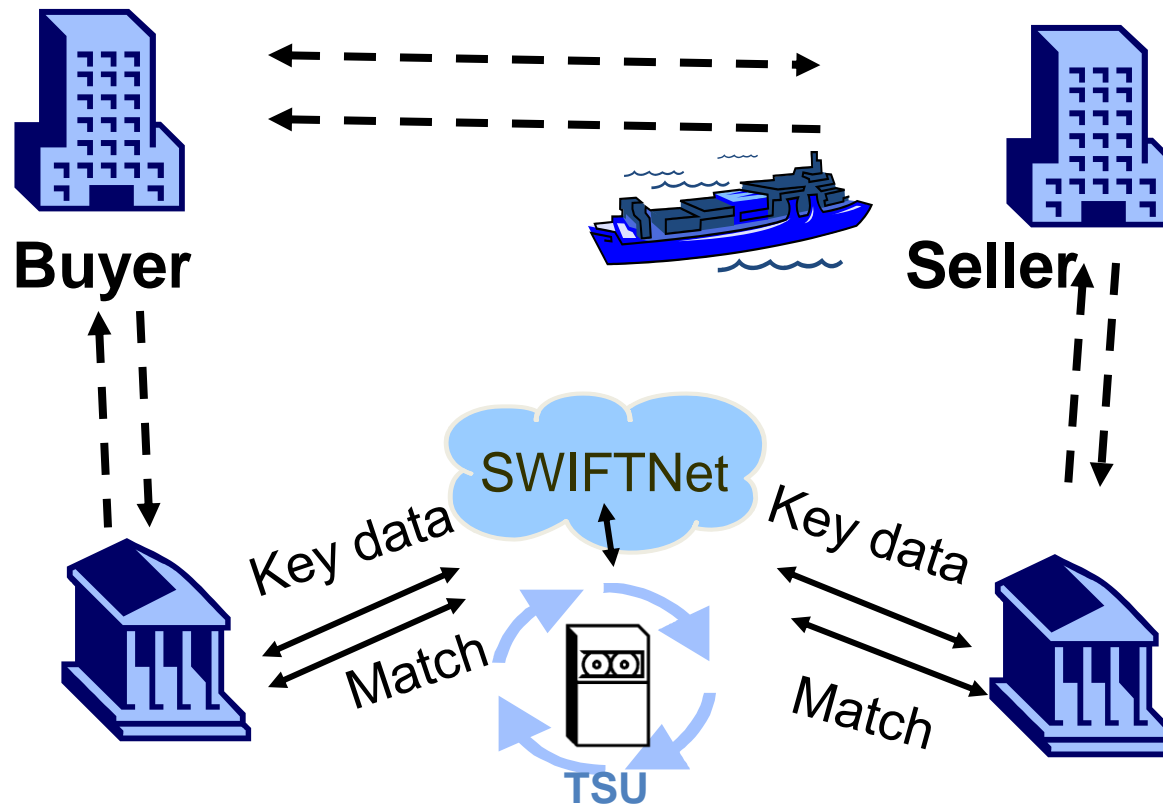 Buyer
Seller
SWIFTNet
Key data
Key data
Match
Match
TSU